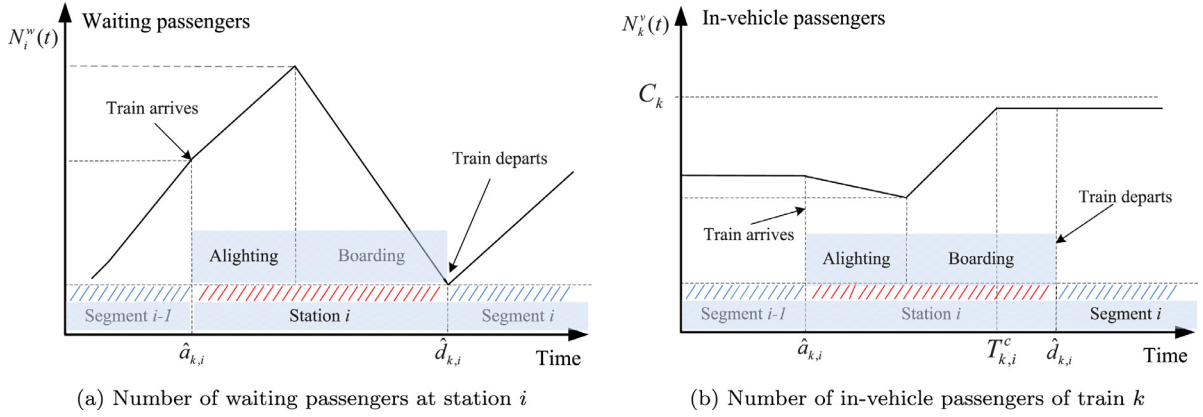 Waiting passengers
N_i^w(t)
Train arrives
Train departs
Alighting
Boarding
Segment i-1
Station i
Segment i
â_{k,i}
d̂_{k,i}
Time
(a) Number of waiting passengers at station i
In-vehicle passengers
N_k^v(t)
C_k
Train departs
Train arrives
Alighting
Boarding
Segment i-1
Station i
Segment i
â_{k,i}
T_{k,i}^c
d̂_{k,i}
Time
(b) Number of in-vehicle passengers of train k